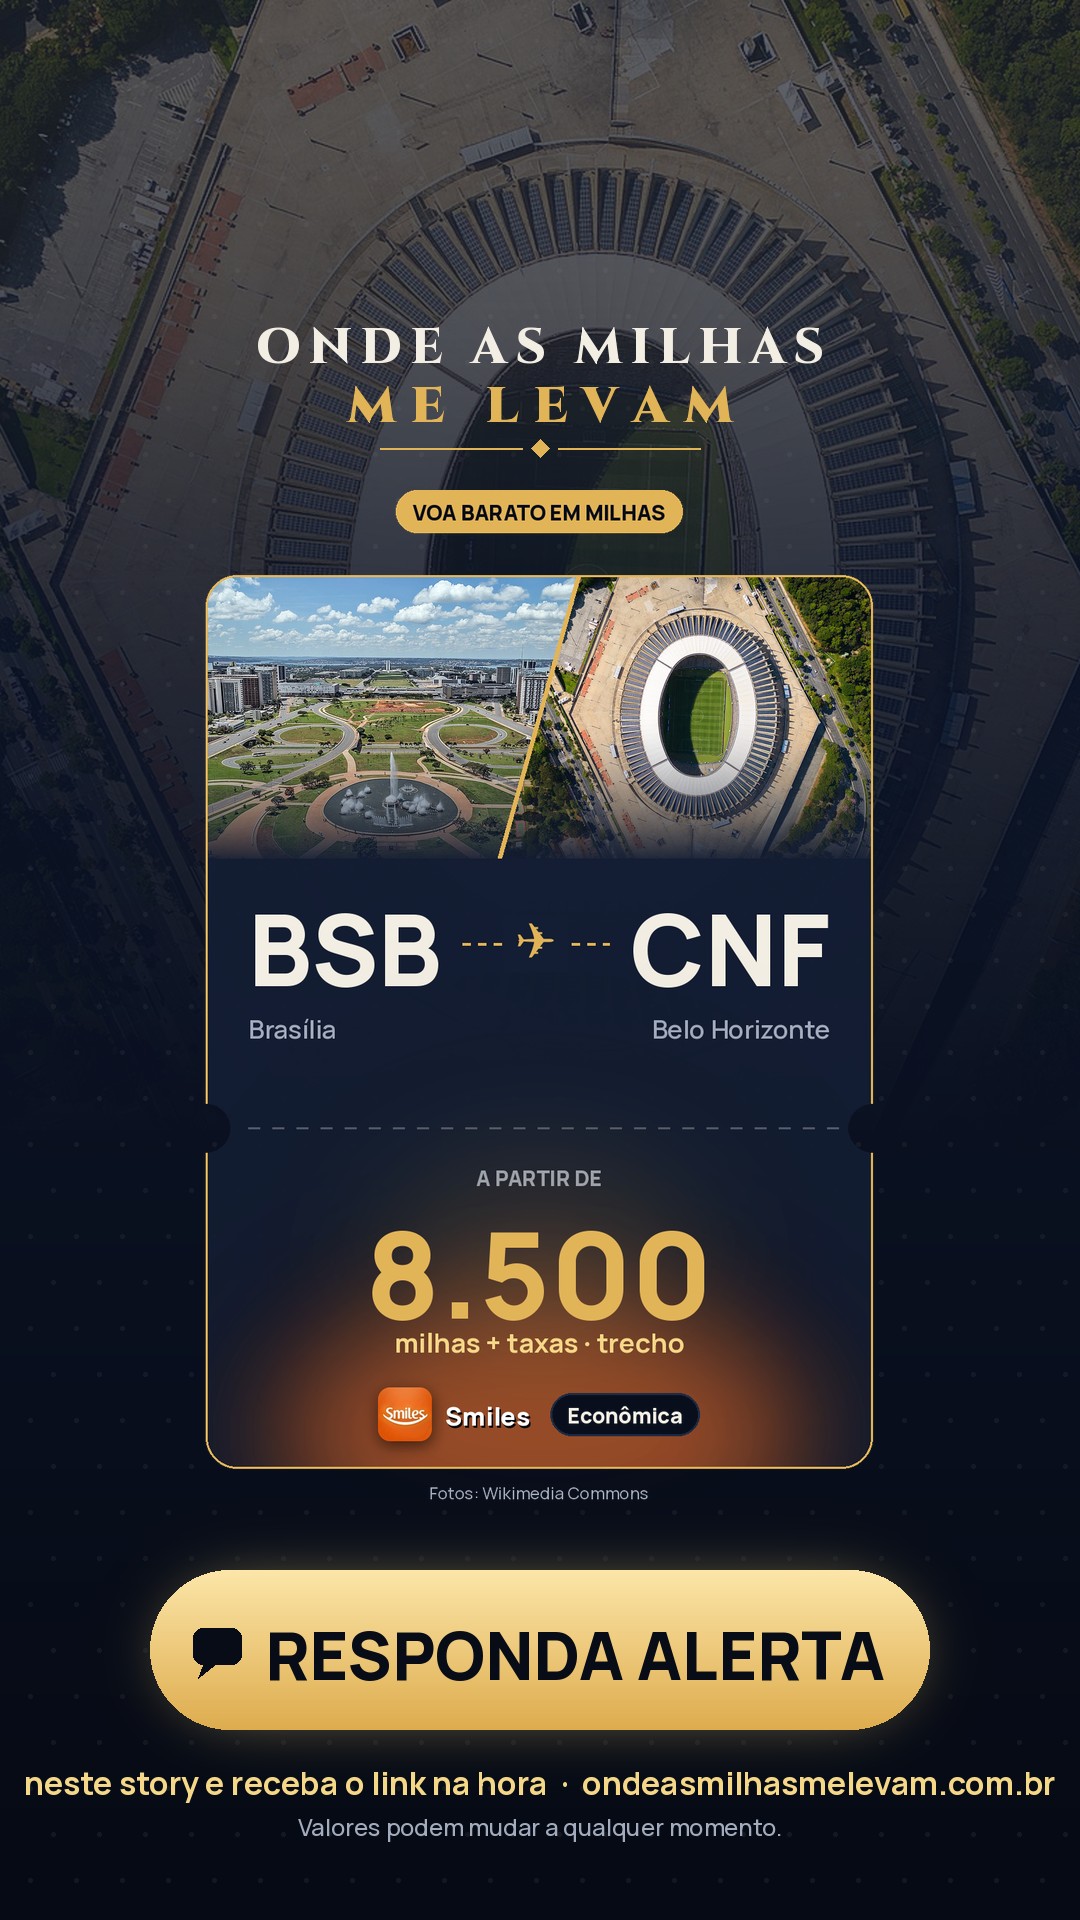 ONDE AS MILHAS
ME LEVAM
VOA BARATO EM MILHAS
BSB
CNF
Brasília
Belo Horizonte
A PARTIR DE
8.500
milhas + taxas · trecho
Smiles
Smiles
Econômica
Fotos: Wikimedia Commons
RESPONDA ALERTA
neste story e receba o link na hora · ondeasmilhasmelevam.com.br
Valores podem mudar a qualquer momento.